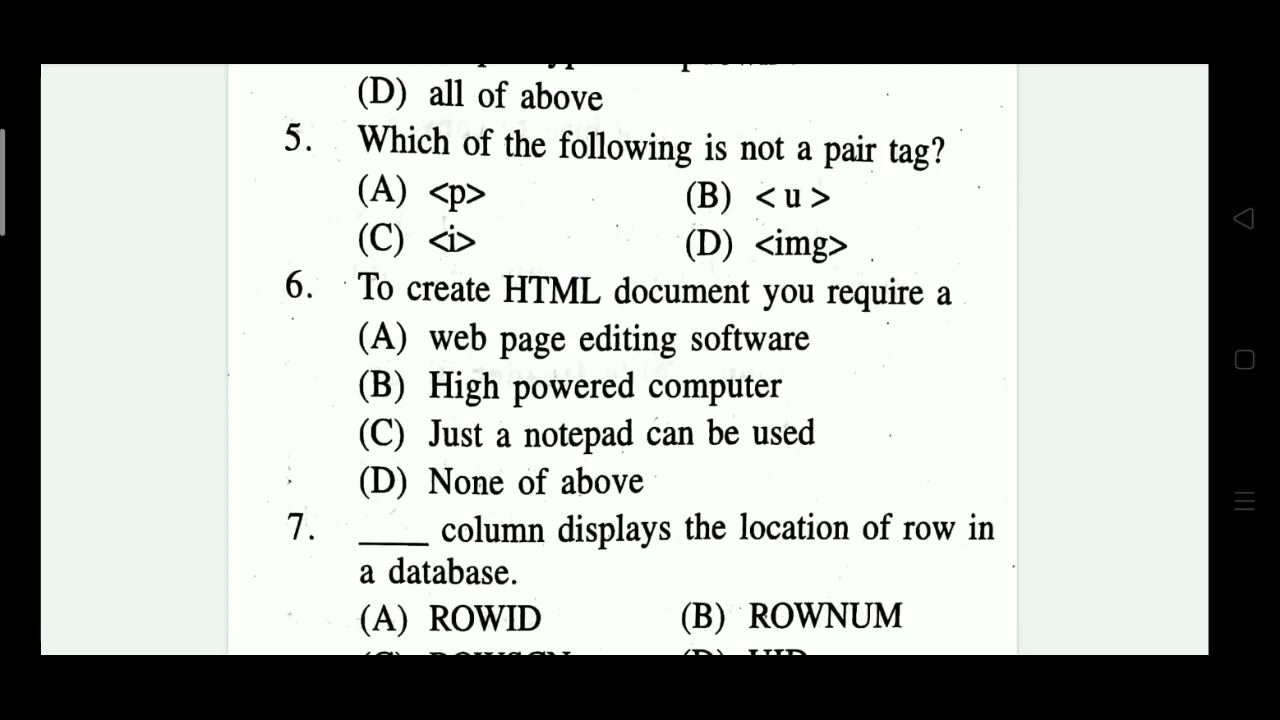 (D) all of above
5. Which of the following is not a pair tag?
(A) <p> (B) < u >
(C) <i> (D) <img>
6. To create HTML document you require a
(A) web page editing software
(B) High powered computer
(C) Just a notepad can be used
(D) None of above
7. ____ column displays the location of row in
a database.
(A) ROWID (B) ROWNUM